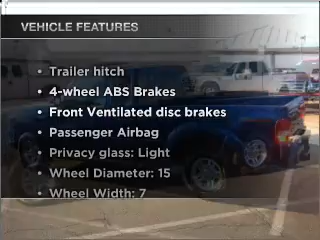 VEHICLE FEATURES
• Trailer hitch
• 4-wheel ABS Brakes
• Front Ventilated disc brakes
• Passenger Airbag
• Privacy glass: Light
• Wheel Diameter: 15
• Wheel Width: 7